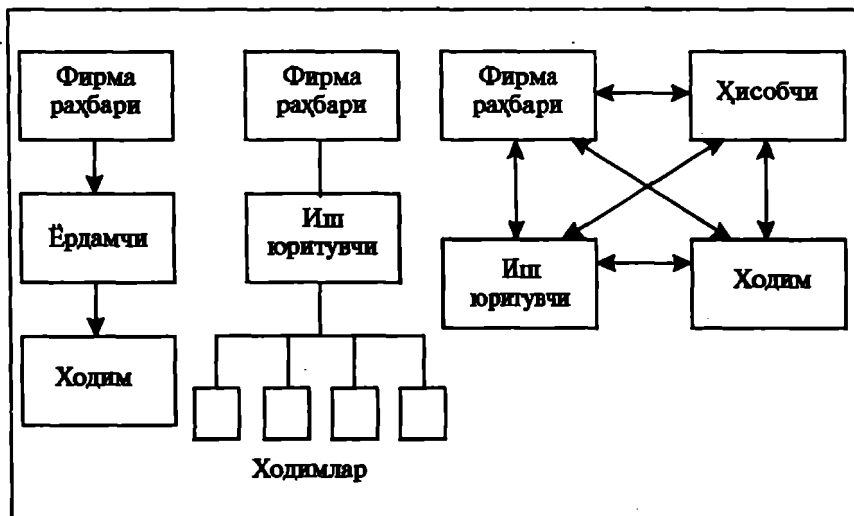 Фирма
раҳбари
Ёрдамчи
Ходим
Фирма
раҳбари
Иш
юритувчи
Ходимлар
Фирма
раҳбари
Ҳисобчи
Иш
юритувчи
Ходим